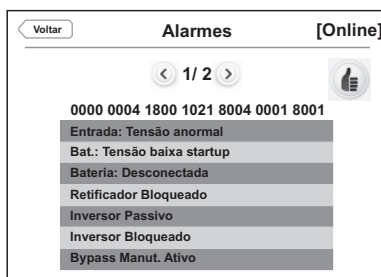 Voltar Alarmes [Online]
1/ 2
0000 0004 1800 1021 8004 0001 8001
Entrada: Tensão anormal
Bat.: Tensão baixa startup
Bateria: Desconectada
Retificador Bloqueado
Inversor Passivo
Inversor Bloqueado
Bypass Manut. Ativo